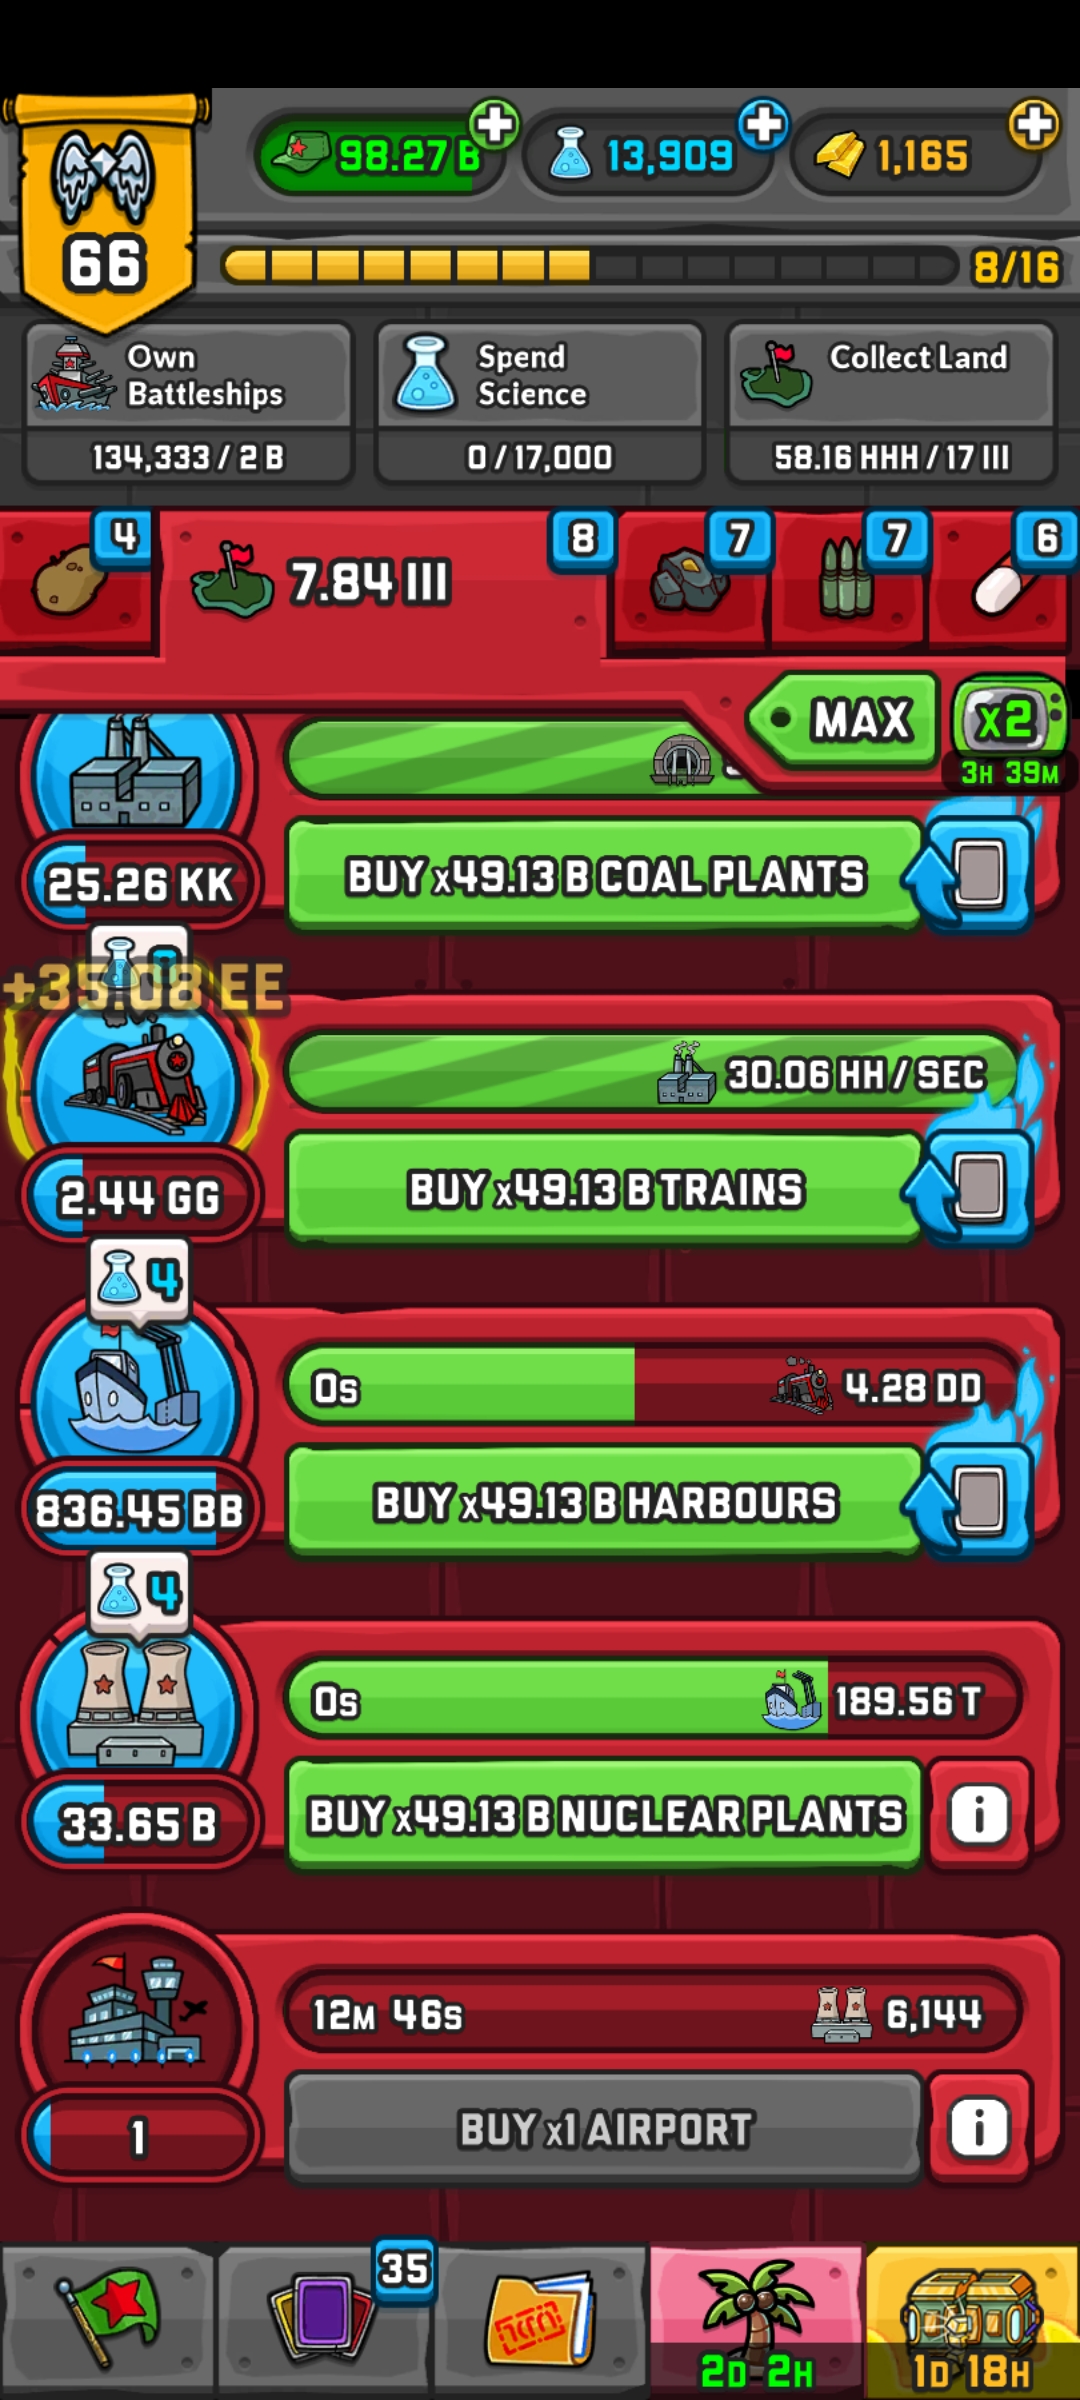 98.27 B
13,909
1,165
66
8/16
Own
Battleships
134,333 / 2 B
Spend
Science
0 / 17,000
Collect Land
58.16 HHH / 17 III
4
7.84 III
8
7
7
6
MAX
x2
3H 39M
25.26 KK
BUY x49.13 B COAL PLANTS
+35.08 EE
30.06 HH / SEC
2.44 GG
BUY x49.13 B TRAINS
4
0s
4.28 DD
836.45 BB
BUY x49.13 B HARBOURS
4
0s
189.56 T
33.65 B
BUY x49.13 B NUCLEAR PLANTS
i
12M 46s
6,144
1
BUY x1 AIRPORT
i
35
2D 2H
1D 18H